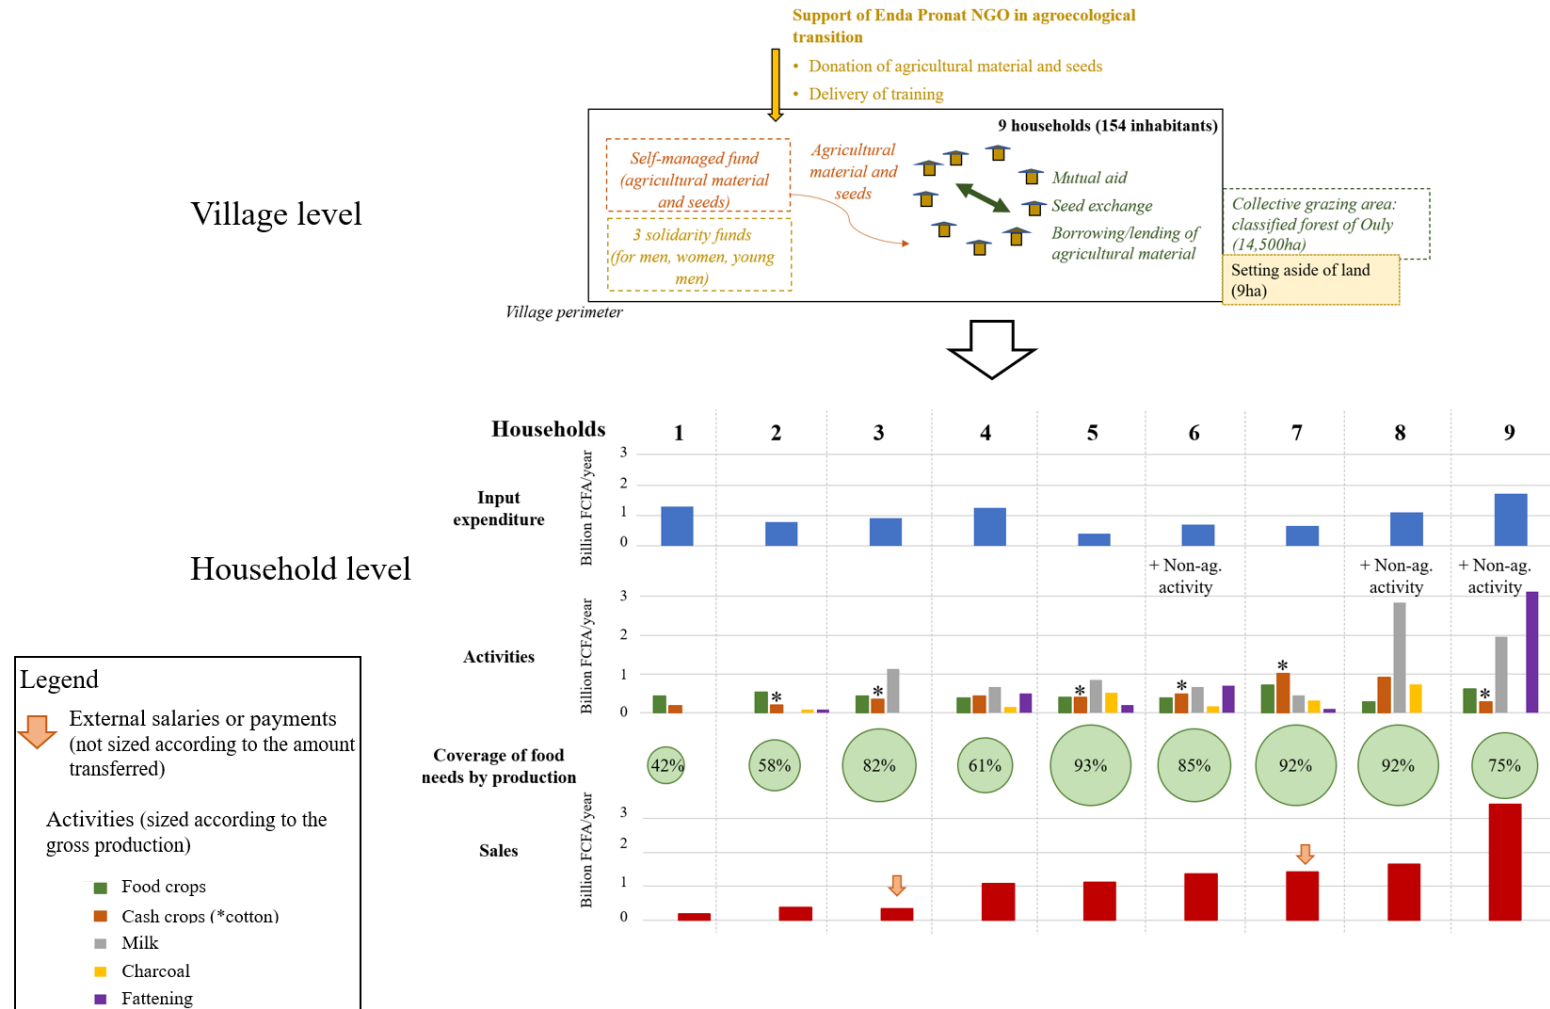 Support of Enda Pronat NGO in agroecological
transition
• Donation of agricultural material and seeds
• Delivery of training
9 households (154 inhabitants)
Self-managed fund
(agricultural material
and seeds)
Agricultural
material and
seeds
3 solidarity funds
(for men, women, young
men)
Mutual aid
Seed exchange
Borrowing/lending of
agricultural material
Collective grazing area:
classified forest of Ouly
(14,500ha)
Setting aside of land
(9ha)
Village perimeter
Village level
Household level
Households 1 2 3 4 5 6 7 8 9
Input
expenditure
Billion FCFA/year
3
2
1
0
+ Non-ag.
activity
+ Non-ag.
activity
+ Non-ag.
activity
Activities
Billion FCFA/year
3
2
1
0
* * * * * *
Coverage of food
needs by production
42% 58% 82% 61% 93% 85% 92% 92% 75%
Sales
Billion FCFA/year
3
2
1
0
Legend
External salaries or payments
(not sized according to the amount
transferred)
Activities (sized according to the
gross production)
Food crops
Cash crops (*cotton)
Milk
Charcoal
Fattening